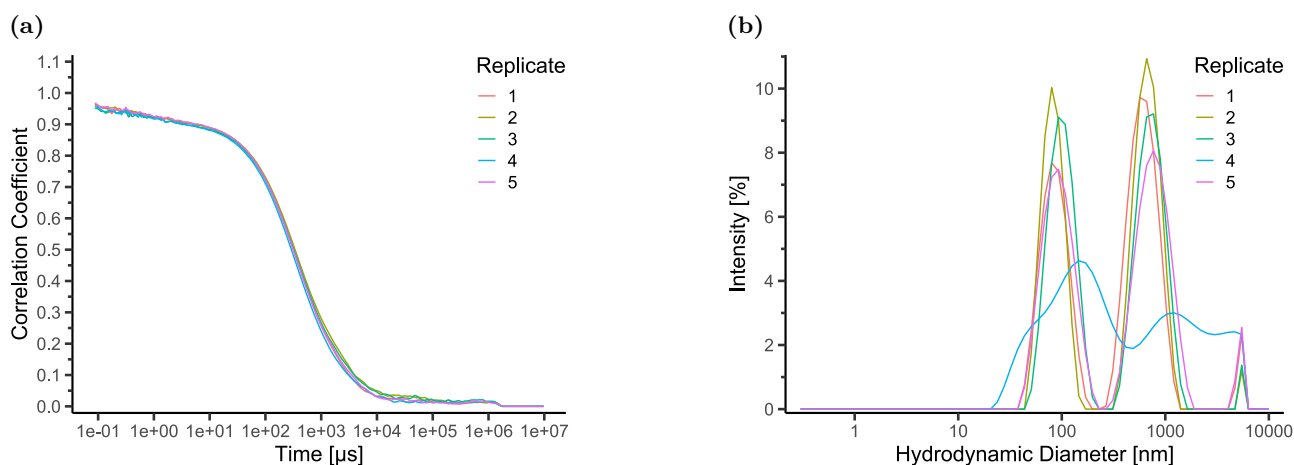 (a)
Correlation Coefficient
1.1
1.0
0.9
0.8
0.7
0.6
0.5
0.4
0.3
0.2
0.1
0.0
1e-01 1e+00 1e+01 1e+02 1e+03 1e+04 1e+05 1e+06 1e+07
Time [µs]
Replicate
1
2
3
4
5
(b)
Intensity [%]
10
8
6
4
2
0
1 10 100 1000 10000
Hydrodynamic Diameter [nm]
Replicate
1
2
3
4
5